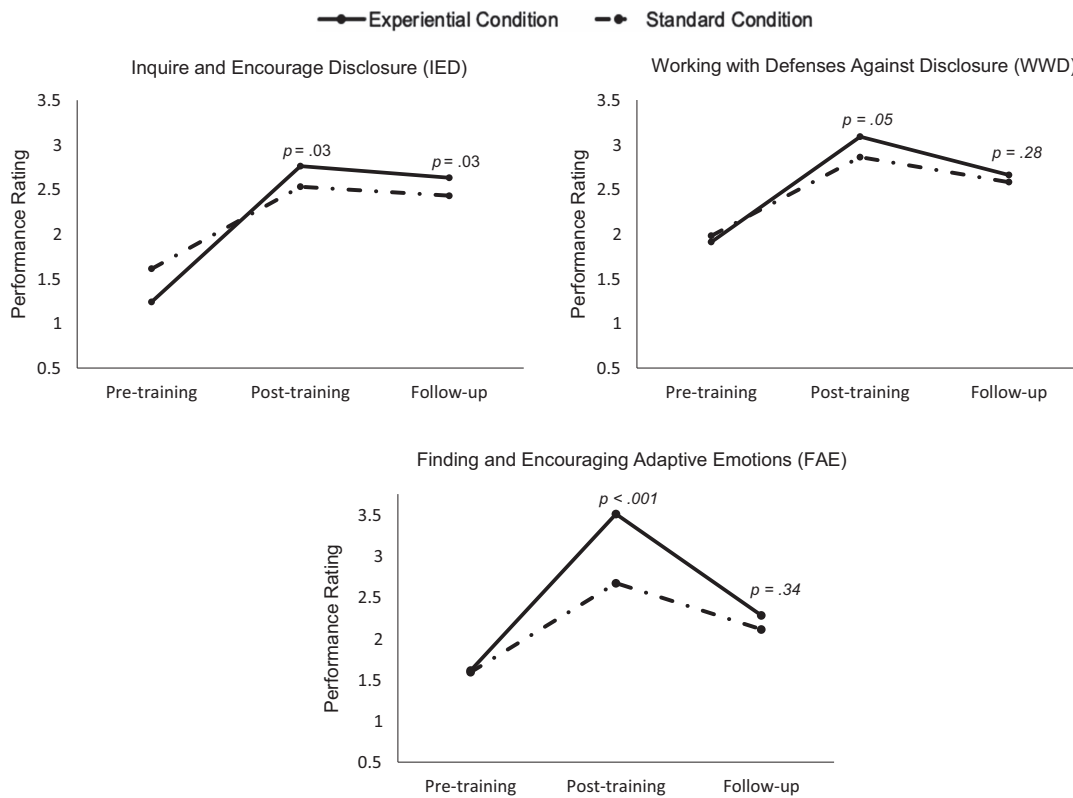 Experiential Condition
Standard Condition
Inquire and Encourage Disclosure (IED)
Performance Rating
3.5
3
2.5
2
1.5
1
0.5
p = .03
p = .03
Pre-training
Post-training
Follow-up
Working with Defenses Against Disclosure (WWD)
Performance Rating
3.5
3
2.5
2
1.5
1
0.5
p = .05
p = .28
Pre-training
Post-training
Follow-up
Finding and Encouraging Adaptive Emotions (FAE)
Performance Rating
3.5
3
2.5
2
1.5
1
0.5
p < .001
p = .34
Pre-training
Post-training
Follow-up